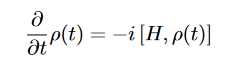 ∂/∂t ρ(t) = −i [H, ρ(t)]